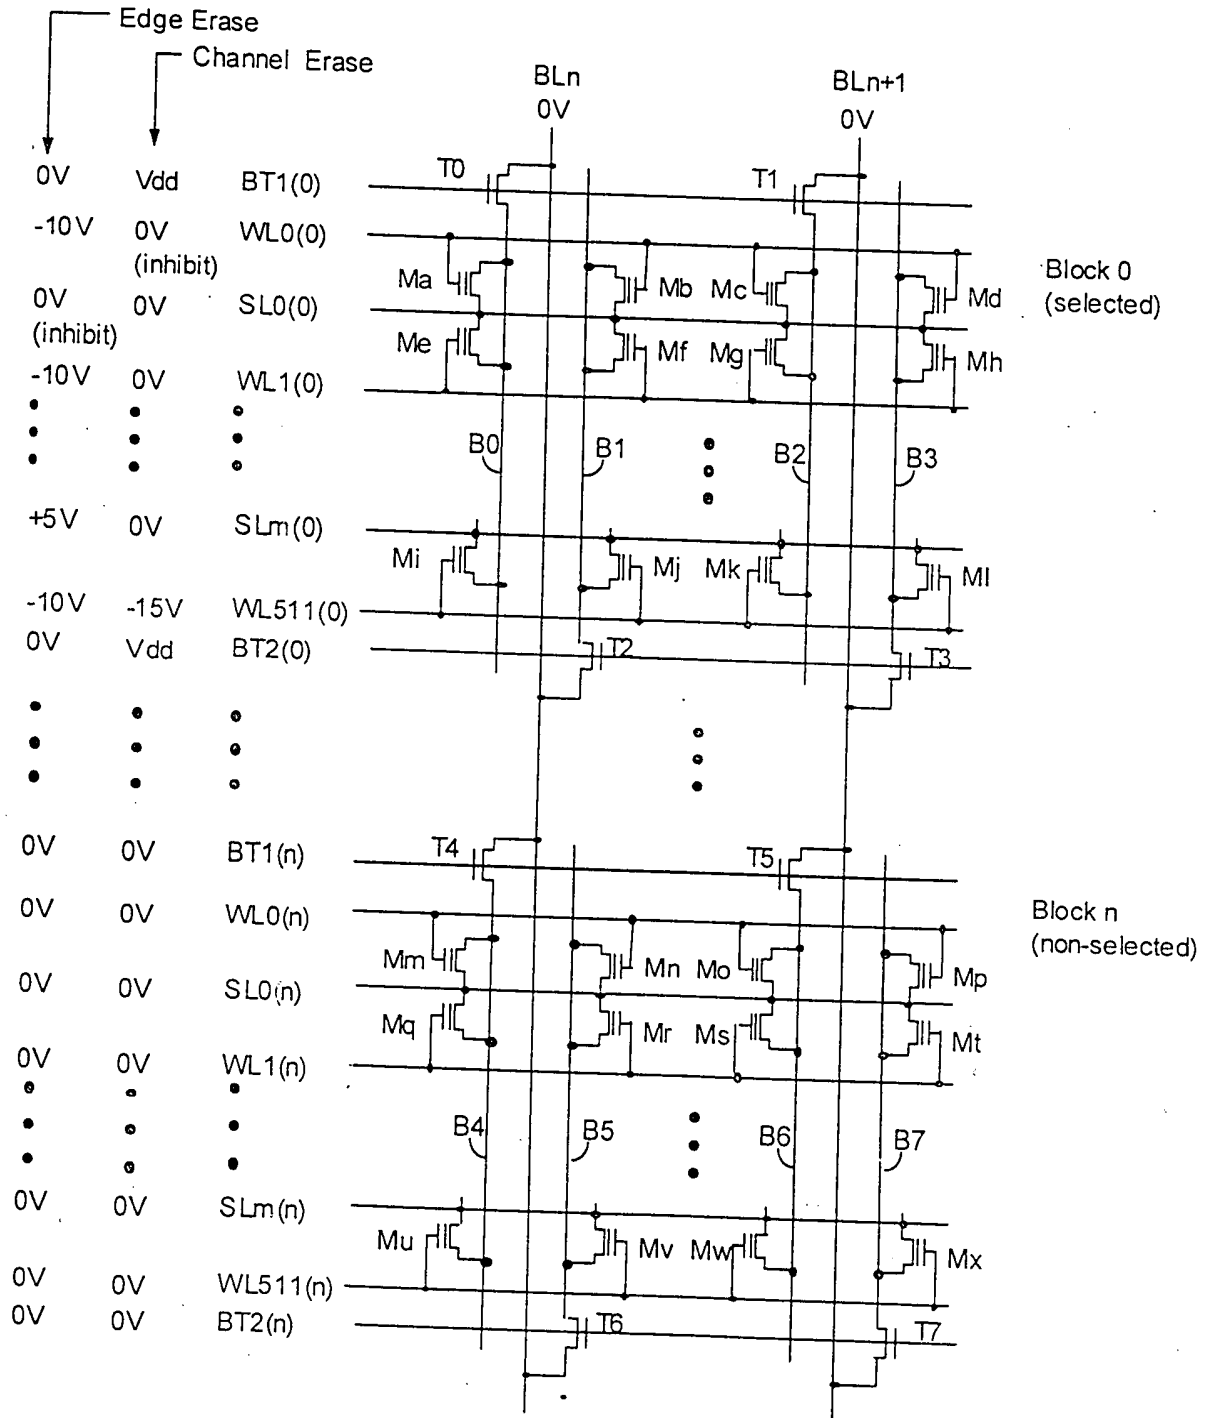 Edge Erase
Channel Erase
BLn
0V
BLn+1
0V
0V Vdd BT1(0) T0 T1
-10V 0V WL0(0)
(inhibit)
Ma Mb Mc Md
Block 0
(selected)
0V 0V SL0(0)
(inhibit)
Me Mf Mg Mh
-10V 0V WL1(0)
B0 B1 B2 B3
+5V 0V SLm(0)
Mi Mj Mk Ml
-10V -15V WL511(0)
0V Vdd BT2(0) T2 T3
0V 0V BT1(n) T4 T5
0V 0V WL0(n)
Block n
(non-selected)
Mm Mn Mo Mp
0V 0V SL0(n)
Mq Mr Ms Mt
0V 0V WL1(n)
B4 B5 B6 B7
0V 0V SLm(n)
Mu Mv Mw Mx
0V 0V WL511(n)
0V 0V BT2(n) T6 T7